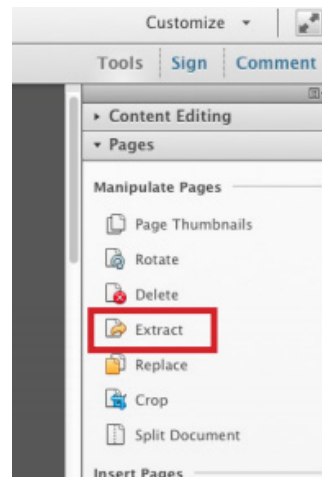 Customize
Tools Sign Comment
Content Editing
Pages
Manipulate Pages
Page Thumbnails
Rotate
Delete
Extract
Replace
Crop
Split Document
Insert Pages